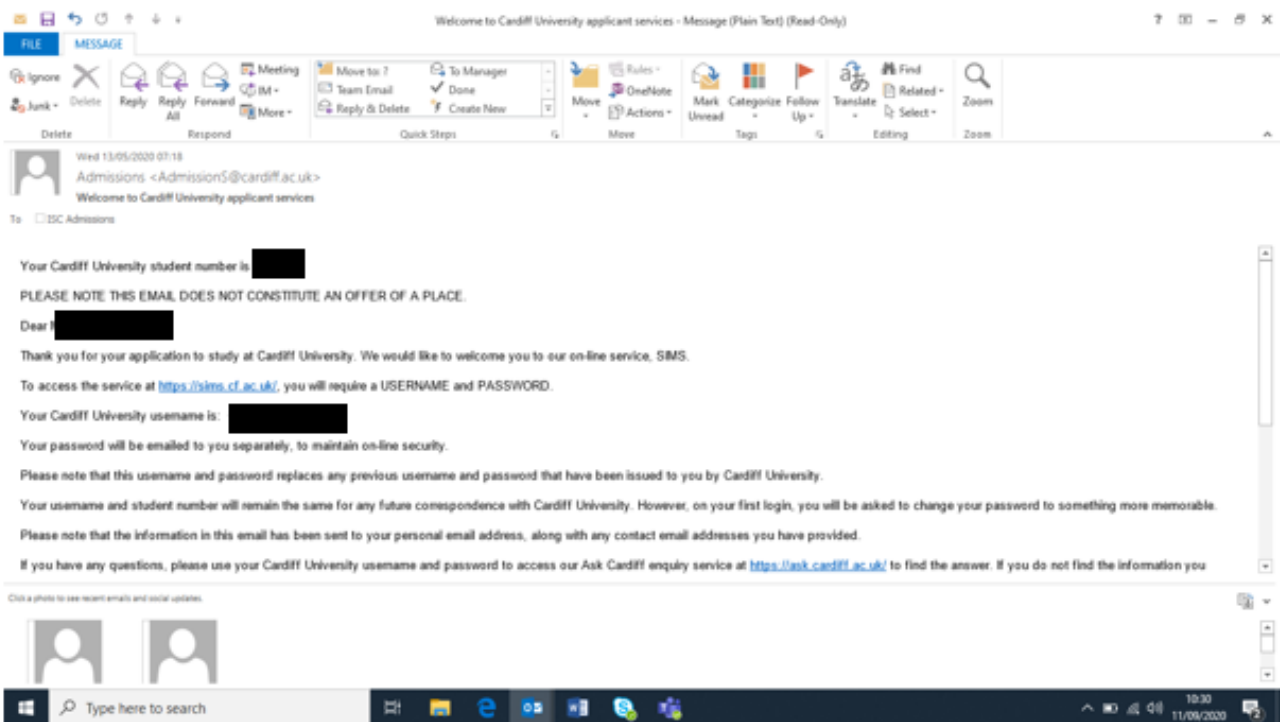 Welcome to Cardiff University applicant services - Message (Plain Text) (Read-Only)
FILE MESSAGE
Ignore
Junk
Delete
Reply
Reply All
Forward
Meeting
IM
More
Move to: ?
Team Email
Reply & Delete
To Manager
Done
Create New
Move
Rules
OneNote
Actions
Mark Unread
Categorize
Follow Up
Translate
Find
Related
Select
Zoom
Delete Respond Quick Steps Move Tags Editing Zoom
Wed 13/05/2020 07:18
Admissions <AdmissionS@cardiff.ac.uk>
Welcome to Cardiff University applicant services
To ISC Admissions
Your Cardiff University student number is
PLEASE NOTE THIS EMAIL DOES NOT CONSTITUTE AN OFFER OF A PLACE.
Dear
Thank you for your application to study at Cardiff University. We would like to welcome you to our on-line service, SIMS.
To access the service at https://sims.cf.ac.uk/, you will require a USERNAME and PASSWORD.
Your Cardiff University username is:
Your password will be emailed to you separately, to maintain on-line security.
Please note that this username and password replaces any previous username and password that have been issued to you by Cardiff University.
Your username and student number will remain the same for any future correspondence with Cardiff University. However, on your first login, you will be asked to change your password to something more memorable.
Please note that the information in this email has been sent to your personal email address, along with any contact email addresses you have provided.
If you have any questions, please use your Cardiff University username and password to access our Ask Cardiff enquiry service at https://ask.cardiff.ac.uk/ to find the answer. If you do not find the information you
Click a photo to see recent emails and social updates.
Type here to search
10:30
11/09/2020